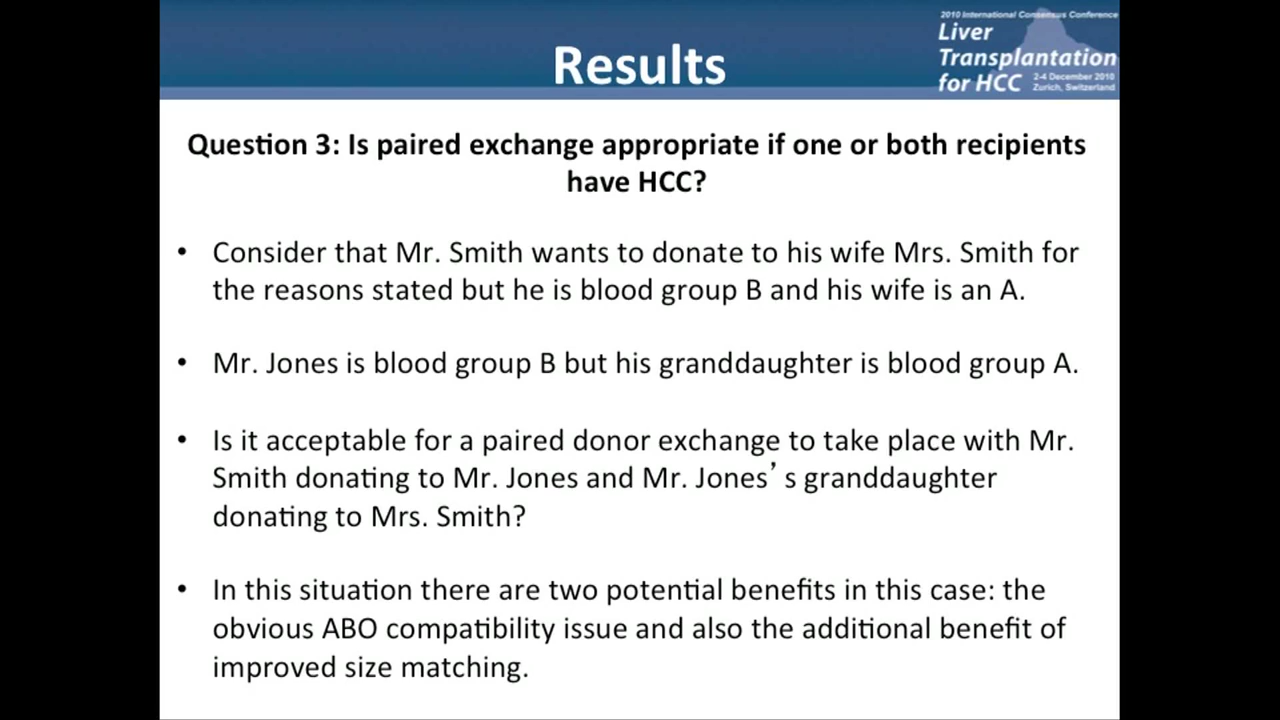 2010 International Consensus Conference
Liver
Transplantation
for HCC
2-4 December 2010
Zurich, Switzerland
Results
Question 3: Is paired exchange appropriate if one or both recipients
have HCC?
• Consider that Mr. Smith wants to donate to his wife Mrs. Smith for
the reasons stated but he is blood group B and his wife is an A.
• Mr. Jones is blood group B but his granddaughter is blood group A.
• Is it acceptable for a paired donor exchange to take place with Mr.
Smith donating to Mr. Jones and Mr. Jones’s granddaughter
donating to Mrs. Smith?
• In this situation there are two potential benefits in this case: the
obvious ABO compatibility issue and also the additional benefit of
improved size matching.